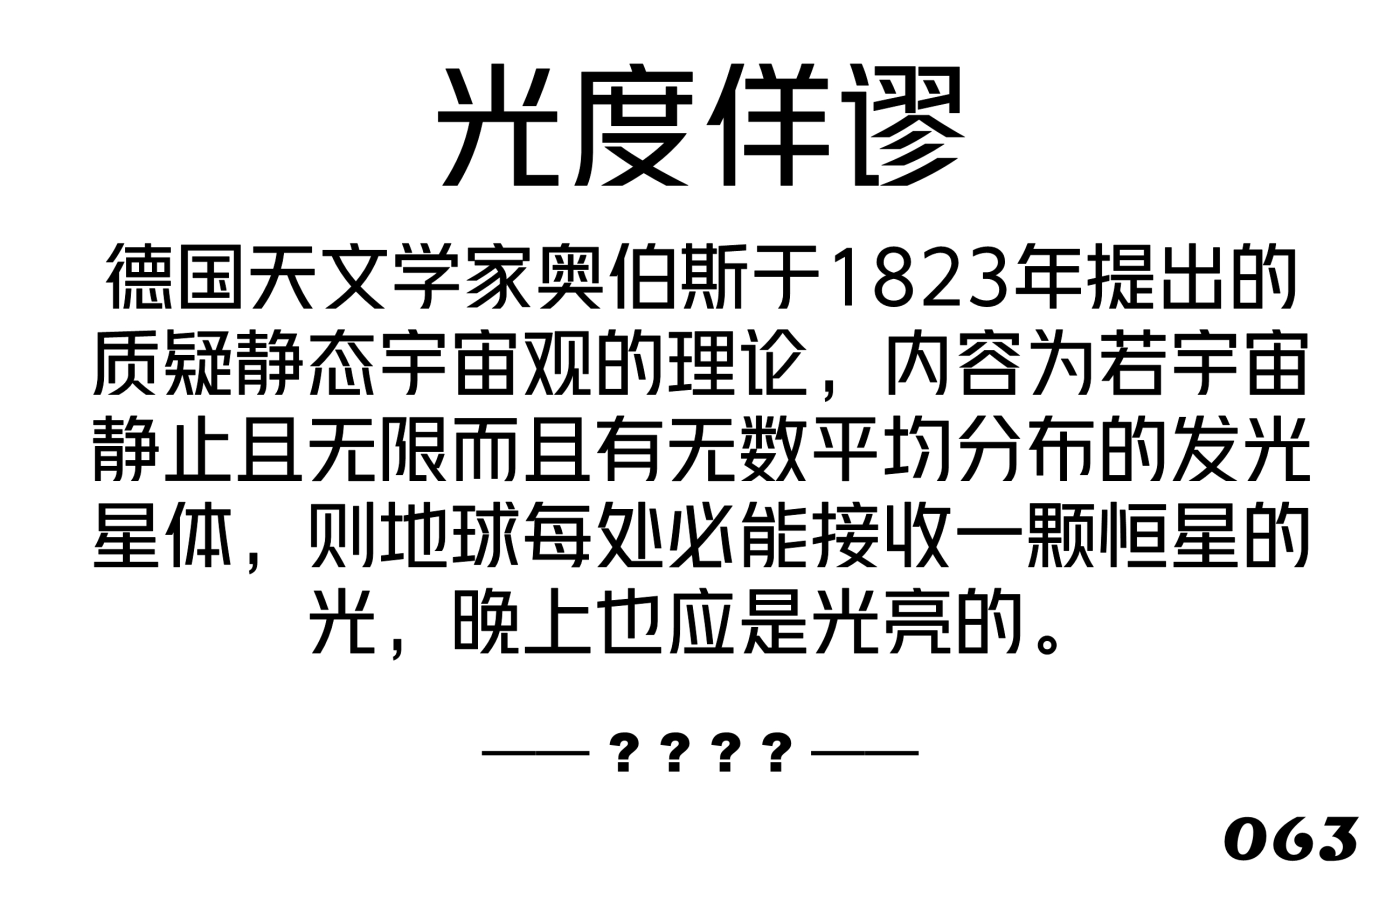 光度佯谬
德国天文学家奥伯斯于1823年提出的
质疑静态宇宙观的理论，内容为若宇宙
静止且无限而且有无数平均分布的发光
星体，则地球每处必能接收一颗恒星的
光，晚上也应是光亮的。
——？？？？——
063